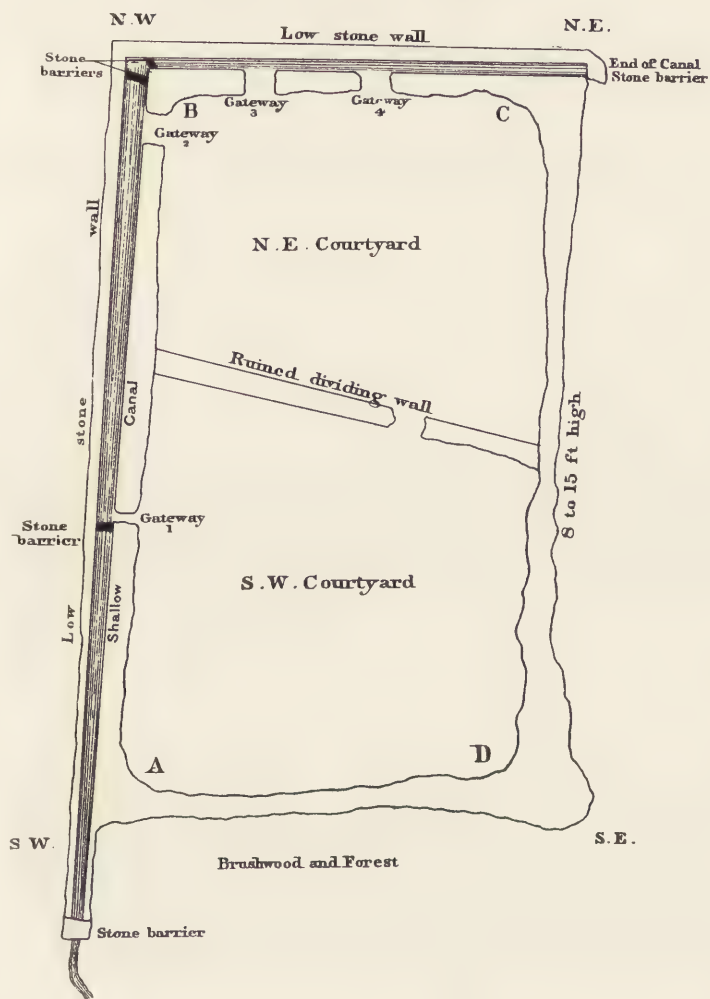 N.W
N.E.
Low stone wall
Stone
barriers
End of Canal
Stone barrier
B
Gateway
3
Gateway
4
C
Gateway
2
wall
N.E. Courtyard
Ruined dividing wall
Canal
stone
8 to 15 ft high
Gateway
1
Stone
barrier
S.W. Courtyard
Shallow
Low
A
D
S W.
S.E.
Brushwood and Forest
Stone barrier